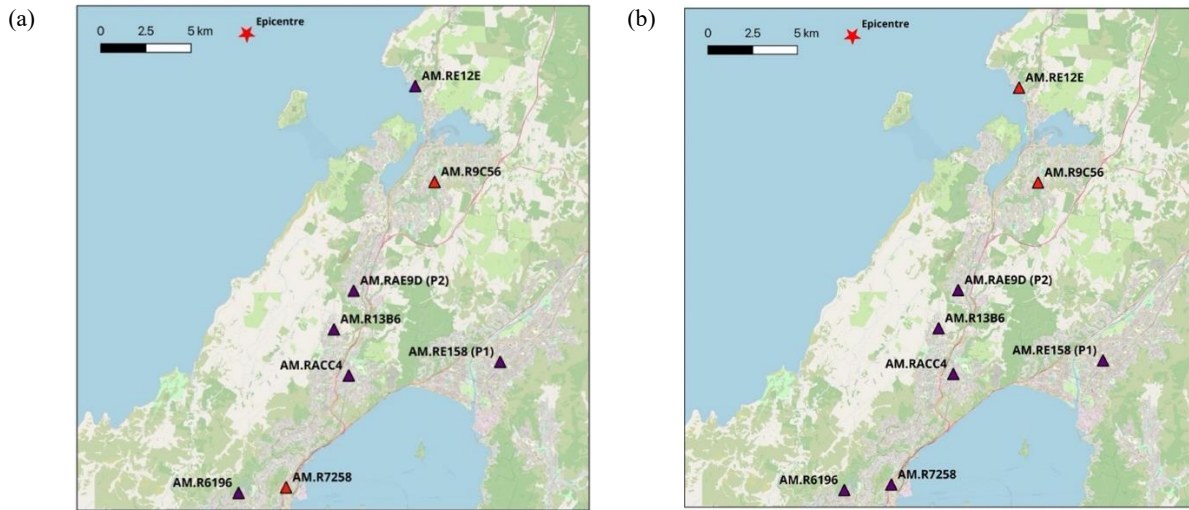 (a)
Epicentre
0 2.5 5 km
AM.RE12E
AM.R9C56
AM.RAE9D (P2)
AM.R13B6
AM.RE158 (P1)
AM.RACC4
AM.R7258
AM.R6196
(b)
Epicentre
0 2.5 5 km
AM.RE12E
AM.R9C56
AM.RAE9D (P2)
AM.R13B6
AM.RE158 (P1)
AM.RACC4
AM.R7258
AM.R6196